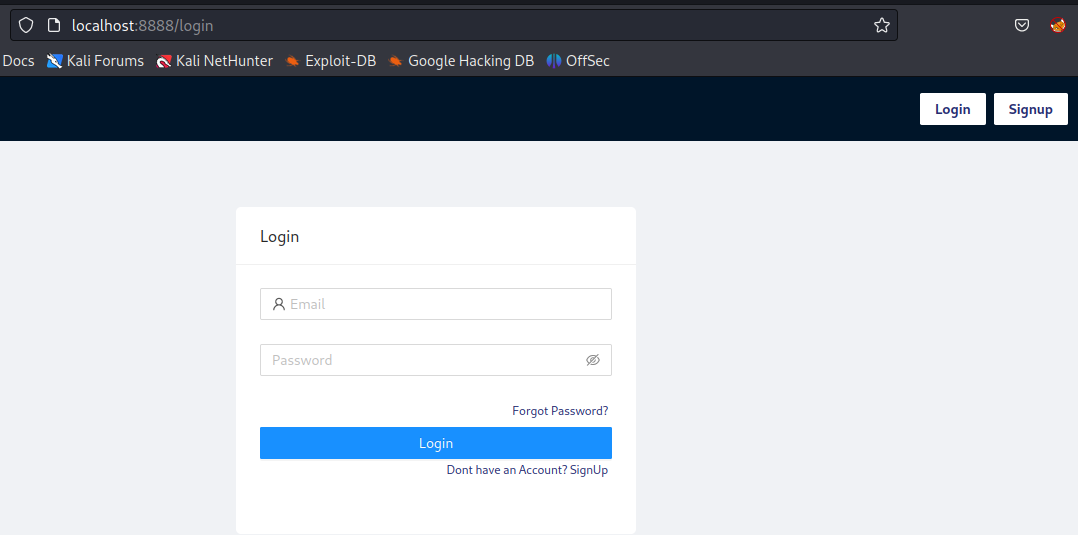 localhost:8888/login
Docs Kali Forums Kali NetHunter Exploit-DB Google Hacking DB OffSec
Login Signup
Login
Email
Password
Forgot Password?
Login
Dont have an Account? SignUp